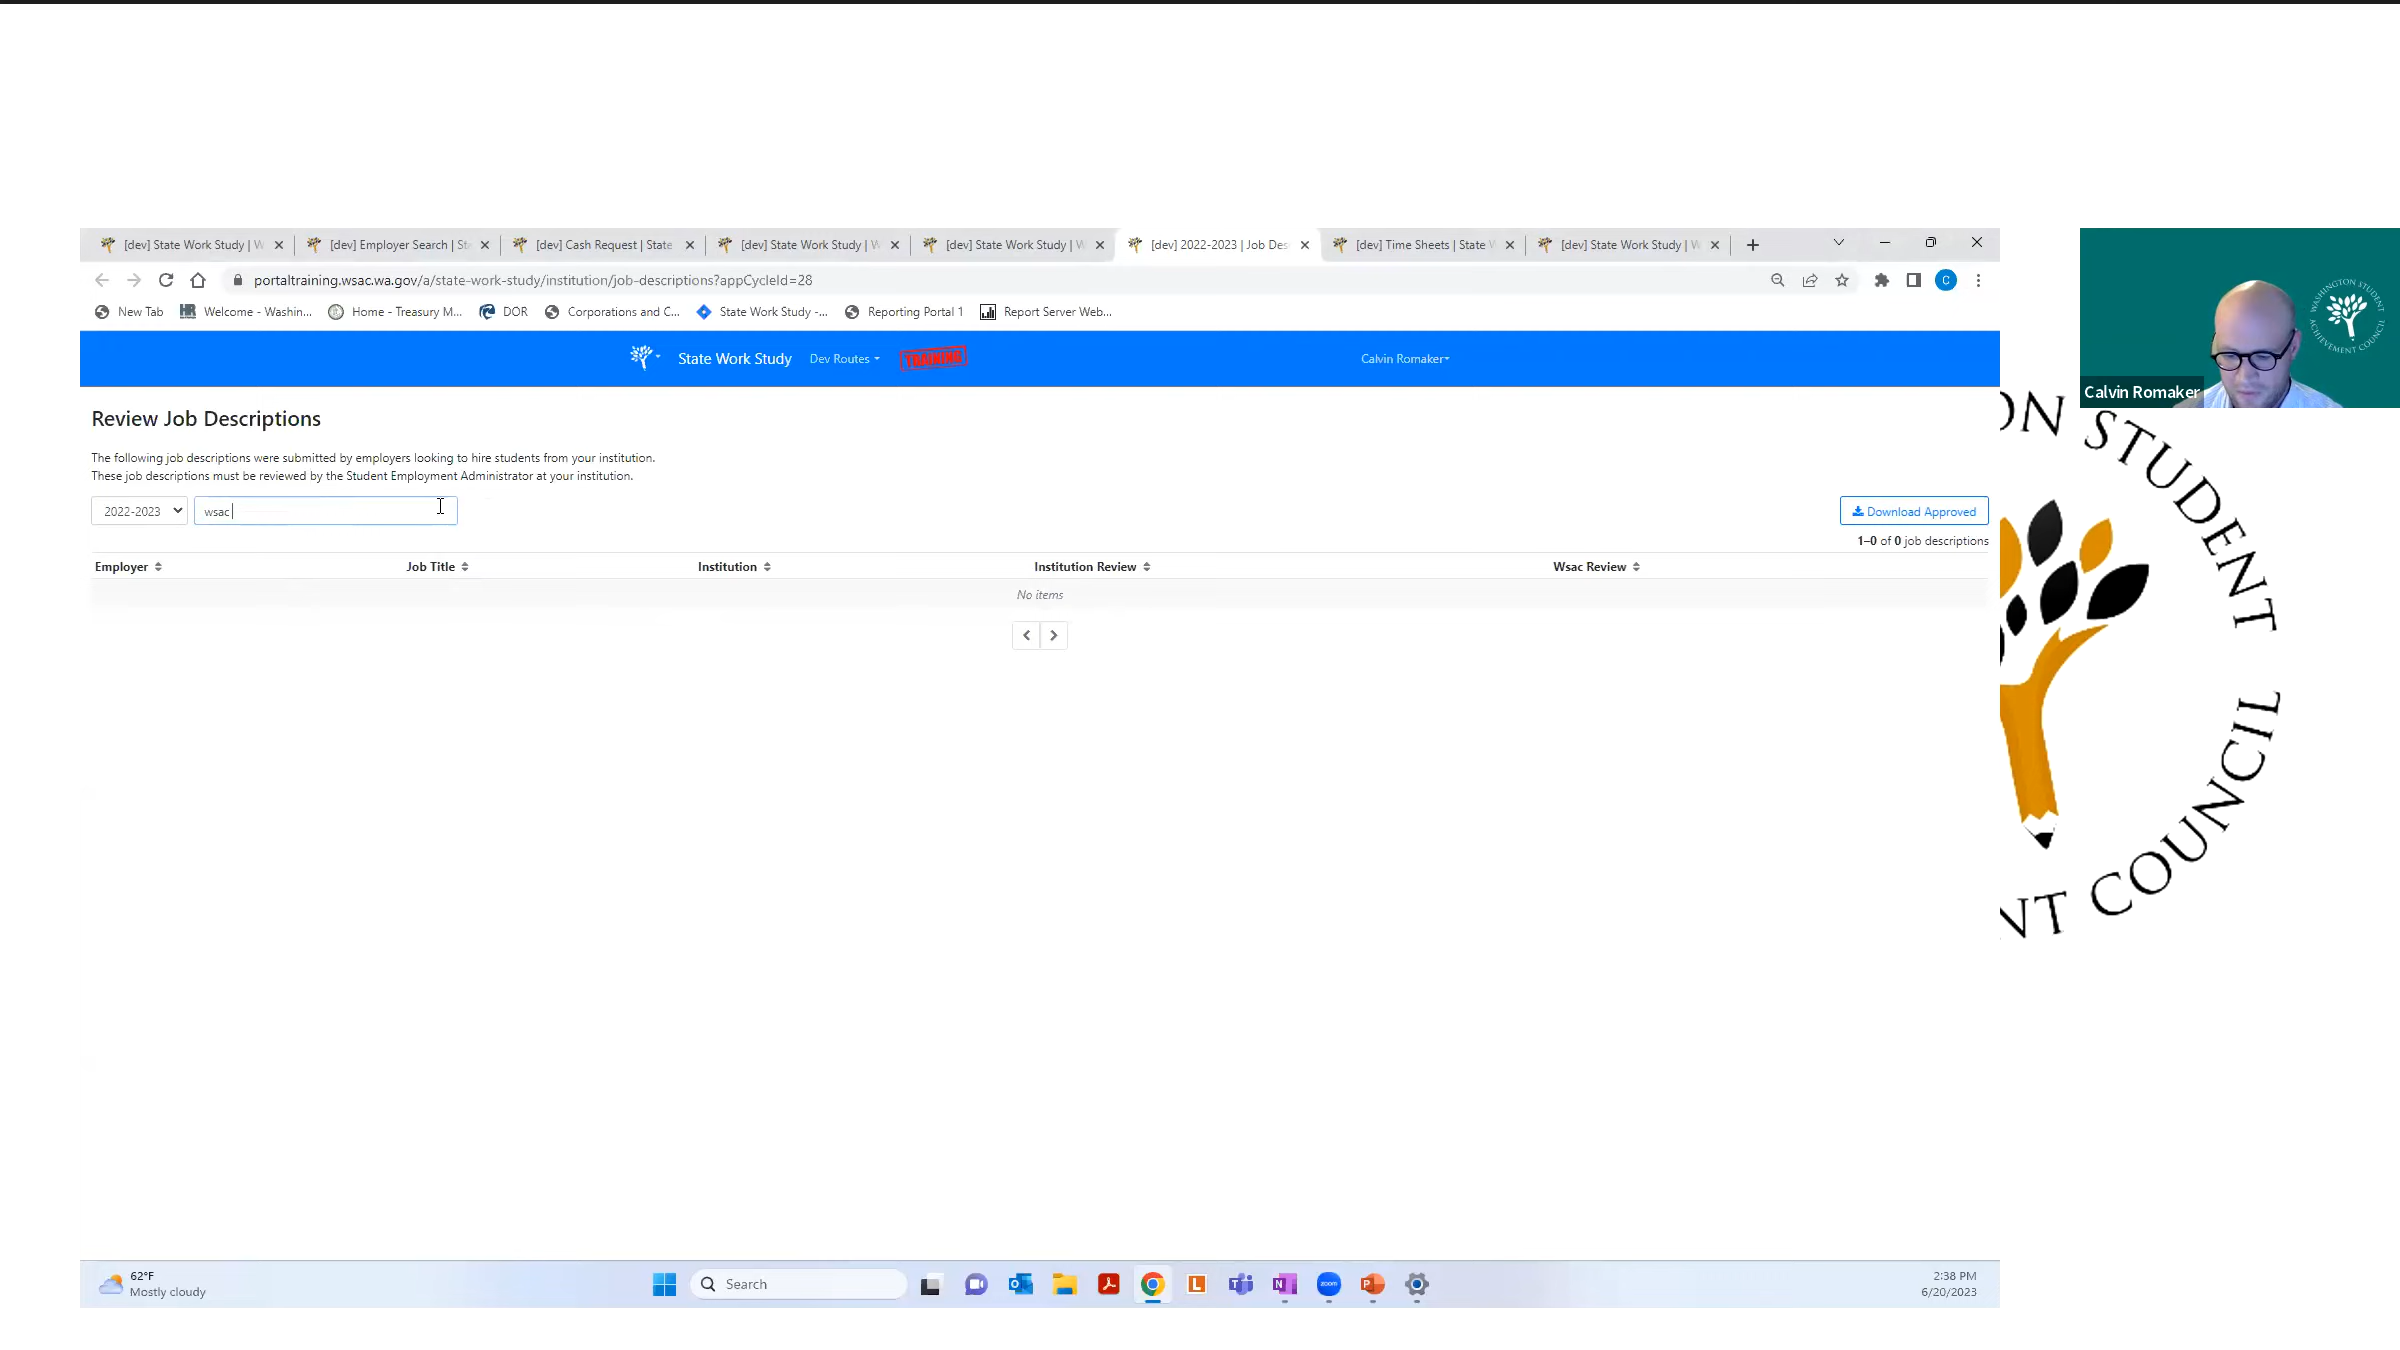 [dev] State Work Study | W
[dev] Employer Search | Sta
[dev] Cash Request | State
[dev] State Work Study | W
[dev] State Work Study | W
[dev] 2022-2023 | Job Des
[dev] Time Sheets | State W
[dev] State Work Study | W
portaltraining.wsac.wa.gov/a/state-work-study/institution/job-descriptions?appCycleId=28
C
New Tab
Welcome - Washin...
Home - Treasury M...
DOR
Corporations and C...
State Work Study -...
Reporting Portal 1
Report Server Web...
State Work Study
Dev Routes
TRAINING
Calvin Romaker
WASHINGTON STUDENT
ACHIEVEMENT COUNCIL
Calvin Romaker
Review Job Descriptions
The following job descriptions were submitted by employers looking to hire students from your institution.
These job descriptions must be reviewed by the Student Employment Administrator at your institution.
2022-2023
wsac
Download Approved
1–0 of 0 job descriptions
Employer
Job Title
Institution
Institution Review
Wsac Review
No items
ON STUDENT
NT COUNCIL
62°F
Mostly cloudy
Search
zoom
2:38 PM
6/20/2023